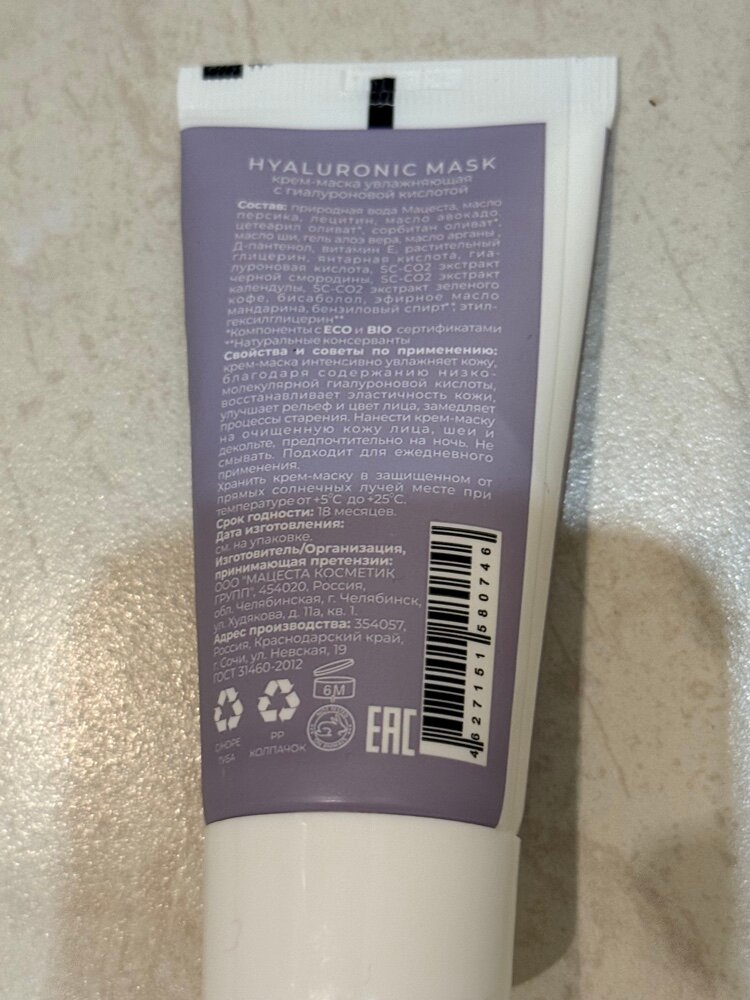 HYALURONIC MASK
крем-маска увлажняющая
с гиалуроновой кислотой
Состав: природная вода Мацеста, масло
персика, лецитин, масло авокадо,
цетеарил оливат*, сорбитан оливат*,
масло ши, гель алоэ вера, масло арганы,
Д-пантенол, витамин Е, растительный
глицерин, янтарная кислота, гиа-
луроновая кислота, SC-CO2 экстракт
черной смородины, SC-CO2 экстракт
календулы, SC-CO2 экстракт зеленого
кофе, бисаболол, эфирное масло
мандарина, бензиловый спирт**, этил-
гексилглицерин**
*Компоненты с ECO и BIO сертификатами
**Натуральные консерванты
Свойства и советы по применению:
крем-маска интенсивно увлажняет кожу,
благодаря содержанию низко-
молекулярной гиалуроновой кислоты,
восстанавливает эластичность кожи,
улучшает рельеф и цвет лица, замедляет
процессы старения. Нанести крем-маску
на очищенную кожу лица, шеи и
декольте, предпочтительно на ночь. Не
смывать. Подходит для ежедневного
применения.
Хранить крем-маску в защищенном от
прямых солнечных лучей месте при
температуре от +5°С до +25°С.
Срок годности: 18 месяцев.
Дата изготовления:
см. на упаковке.
Изготовитель/Организация,
принимающая претензии:
ООО "МАЦЕСТА КОСМЕТИК
ГРУПП", 454020. Россия,
обл. Челябинская, г. Челябинск,
ул. Худякова, д. 11а, кв. 1.
Адрес производства: 354057,
Россия, Краснодарский край,
г. Сочи, ул. Невская, 19
ГОСТ 31460-2012
6M
PP
КОЛПАЧОК
ТУБА
EAC
4627151580746